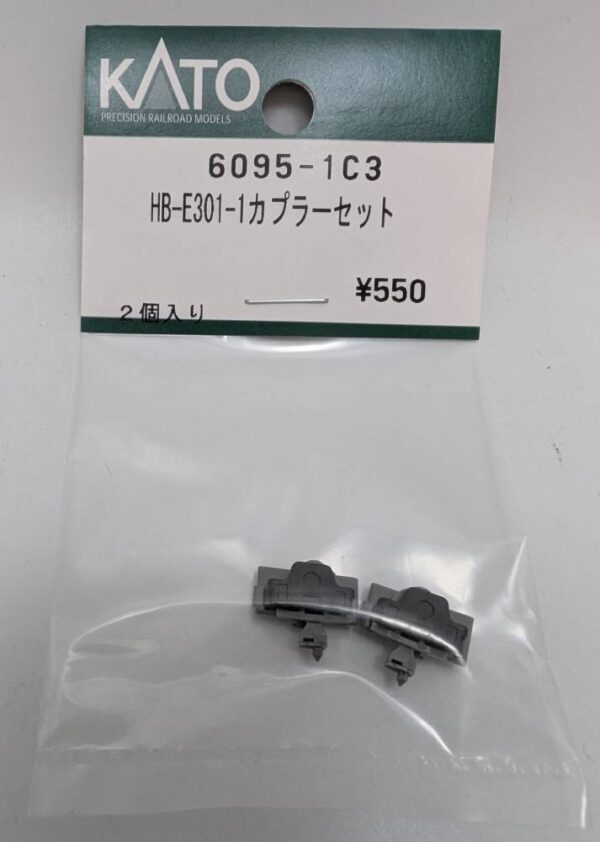 KATO
PRECISION RAILROAD MODELS
6095-1C3
HB-E301-1カプラーセット
¥550
2個入り